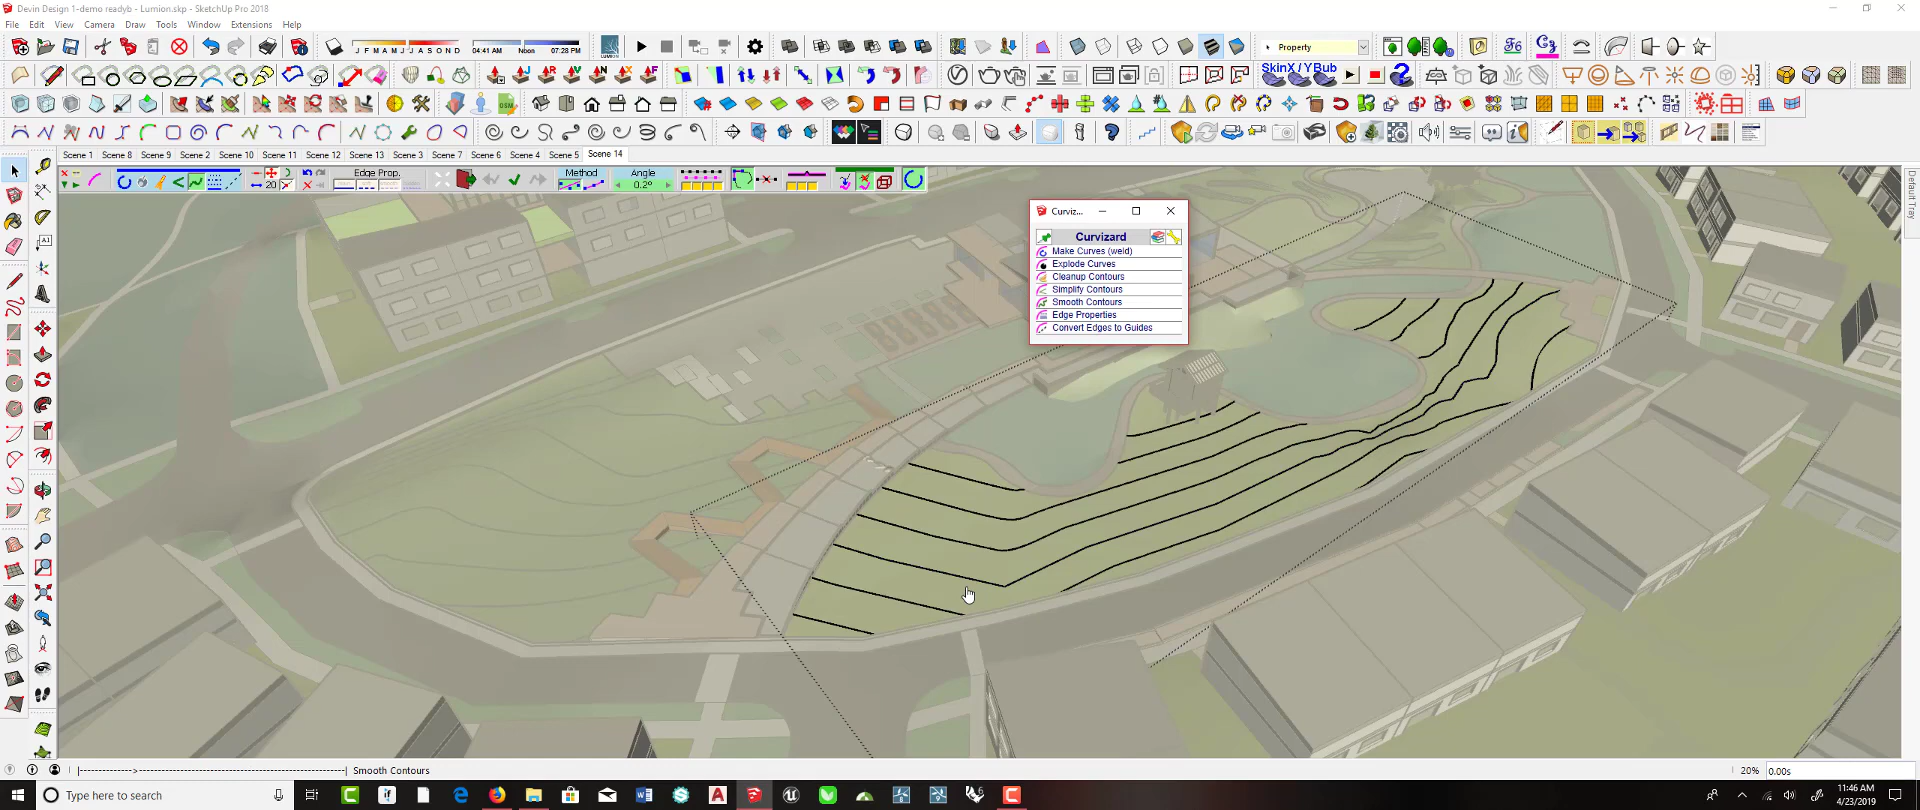 Devin Design 1-demo readyb - Lumion.skp - SketchUp Pro 2018
File Edit View Camera Draw Tools Window Extensions Help
J F M A M J J A S O N D 04:41 AM Noon 07:28 PM
LUMION
Property
SkinX / YBub
Scene 1 Scene 8 Scene 9 Scene 2 Scene 10 Scene 11 Scene 12 Scene 13 Scene 3 Scene 7 Scene 6 Scene 4 Scene 5 Scene 14
Edge Prop. Method Angle
20 0.2°
Curviz...
Curvizard
Make Curves (weld)
Explode Curves
Cleanup Contours
Simplify Contours
Smooth Contours
Edge Properties
Convert Edges to Guides
Default Tray
Smooth Contours
20% 0.00s
Type here to search
11:46 AM
4/23/2019